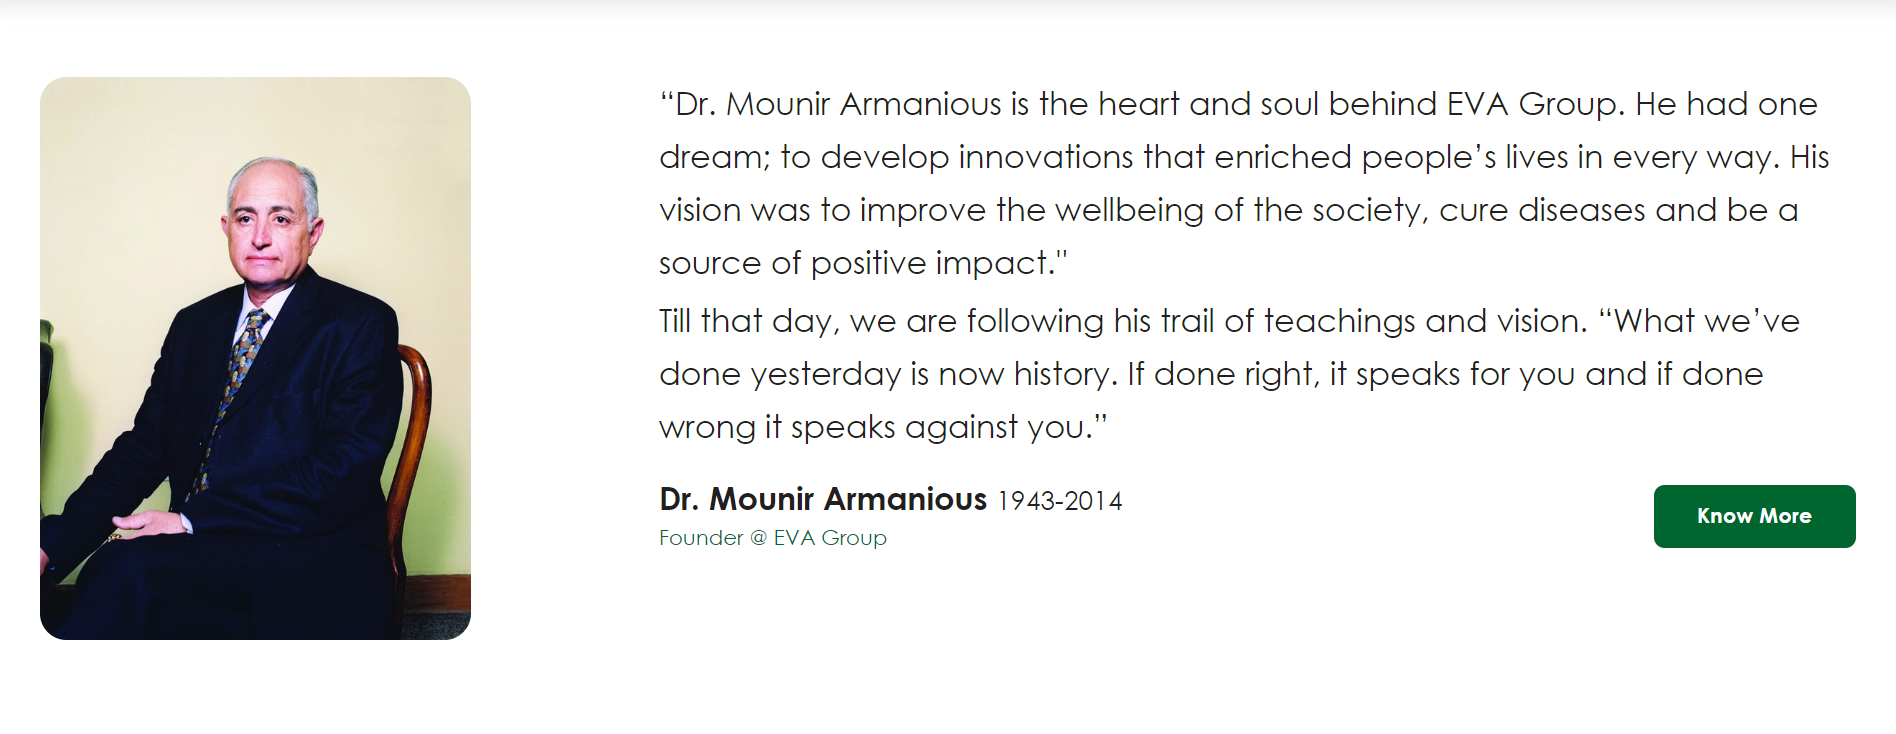 “Dr. Mounir Armanious is the heart and soul behind EVA Group. He had one
dream; to develop innovations that enriched people’s lives in every way. His
vision was to improve the wellbeing of the society, cure diseases and be a
source of positive impact."
Till that day, we are following his trail of teachings and vision. “What we’ve
done yesterday is now history. If done right, it speaks for you and if done
wrong it speaks against you.”
Dr. Mounir Armanious 1943-2014
Founder @ EVA Group
Know More